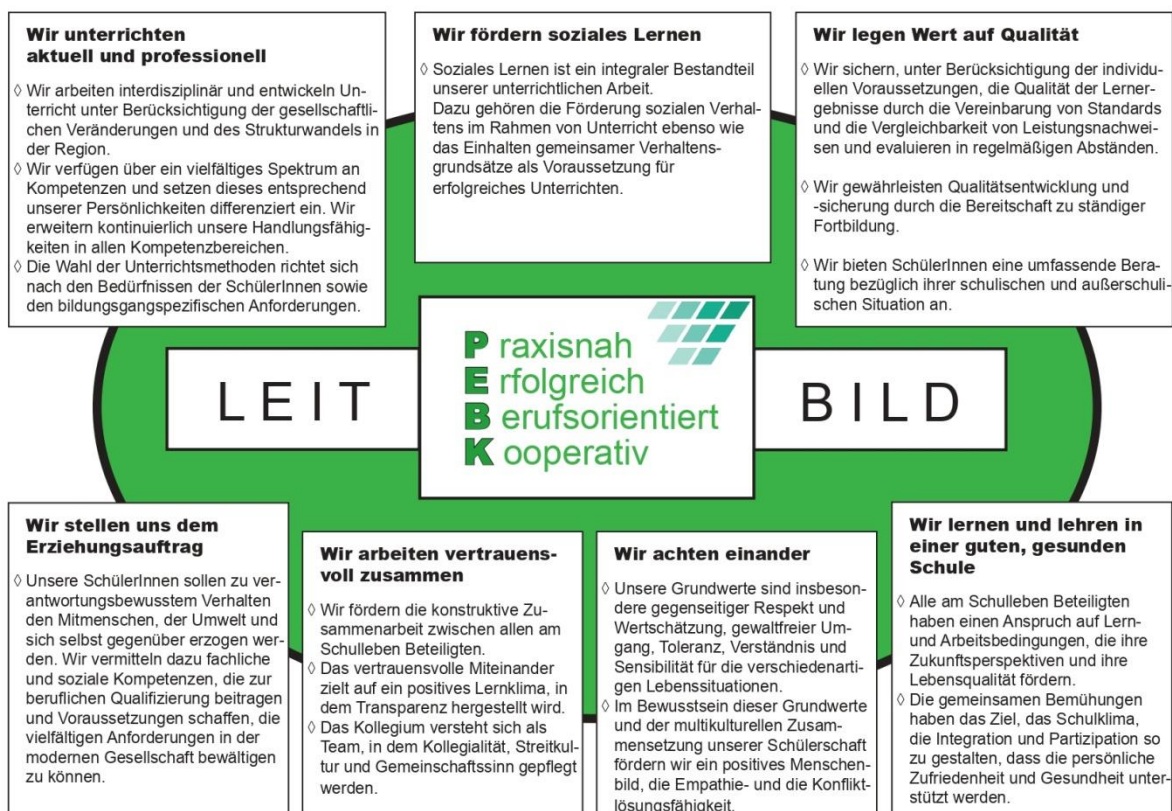 Wir unterrichten
aktuell und professionell
◊ Wir arbeiten interdisziplinär und entwickeln Un-
terricht unter Berücksichtigung der gesellschaftli-
chen Veränderungen und des Strukturwandels in
der Region.
◊ Wir verfügen über ein vielfältiges Spektrum an
Kompetenzen und setzen dieses entsprechend
unserer Persönlichkeiten differenziert ein. Wir
erweitern kontinuierlich unsere Handlungsfähig-
keiten in allen Kompetenzbereichen.
◊ Die Wahl der Unterrichtsmethoden richtet sich
nach den Bedürfnissen der SchülerInnen sowie
den bildungsgangspezifischen Anforderungen.
Wir fördern soziales Lernen
◊ Soziales Lernen ist ein integraler Bestandteil
unserer unterrichtlichen Arbeit.
Dazu gehören die Förderung sozialen Verhal-
tens im Rahmen von Unterricht ebenso wie
das Einhalten gemeinsamer Verhaltens-
grundsätze als Voraussetzung für
erfolgreiches Unterrichten.
Wir legen Wert auf Qualität
◊ Wir sichern, unter Berücksichtigung der individu-
ellen Voraussetzungen, die Qualität der Lerner-
gebnisse durch die Vereinbarung von Standards
und die Vergleichbarkeit von Leistungsnachwei-
sen und evaluieren in regelmäßigen Abständen.
◊ Wir gewährleisten Qualitätsentwicklung und
-sicherung durch die Bereitschaft zu ständiger
Fortbildung.
◊ Wir bieten SchülerInnen eine umfassende Bera-
tung bezüglich ihrer schulischen und außerschuli-
schen Situation an.
LEIT
Praxisnah
Erfolgreich
Berufsorientiert
Kooperativ
BILD
Wir stellen uns dem
Erziehungsauftrag
◊ Unsere SchülerInnen sollen zu ver-
antwortungsbewusstem Verhalten
den Mitmenschen, der Umwelt und
sich selbst gegenüber erzogen wer-
den. Wir vermitteln dazu fachliche
und soziale Kompetenzen, die zur
beruflichen Qualifizierung beitragen
und Voraussetzungen schaffen, die
vielfältigen Anforderungen in der
modernen Gesellschaft bewältigen
zu können.
Wir arbeiten vertrauens-
voll zusammen
◊ Wir fördern die konstruktive Zu-
sammenarbeit zwischen allen am
Schulleben Beteiligten.
◊ Das vertrauensvolle Miteinander
zielt auf ein positives Lernklima, in
dem Transparenz hergestellt wird.
◊ Das Kollegium versteht sich als
Team, in dem Kollegialität, Streitkul-
tur und Gemeinschaftssinn gepflegt
werden.
Wir achten einander
◊ Unsere Grundwerte sind insbeson-
dere gegenseitiger Respekt und
Wertschätzung, gewaltfreier Um-
gang, Toleranz, Verständnis und
Sensibilität für die verschiedenarti-
gen Lebenssituationen.
◊ Im Bewusstsein dieser Grundwerte
und der multikulturellen Zusam-
mensetzung unserer Schülerschaft
fördern wir ein positives Menschen-
bild, die Empathie- und die Konflikt-
lösungsfähigkeit.
Wir lernen und lehren in
einer guten, gesunden
Schule
◊ Alle am Schulleben Beteiligten
haben einen Anspruch auf Lern-
und Arbeitsbedingungen, die ihre
Zukunftsperspektiven und ihre
Lebensqualität fördern.
◊ Die gemeinsamen Bemühungen
haben das Ziel, das Schulklima,
die Integration und Partizipation so
zu gestalten, dass die persönliche
Zufriedenheit und Gesundheit unter-
stützt werden.